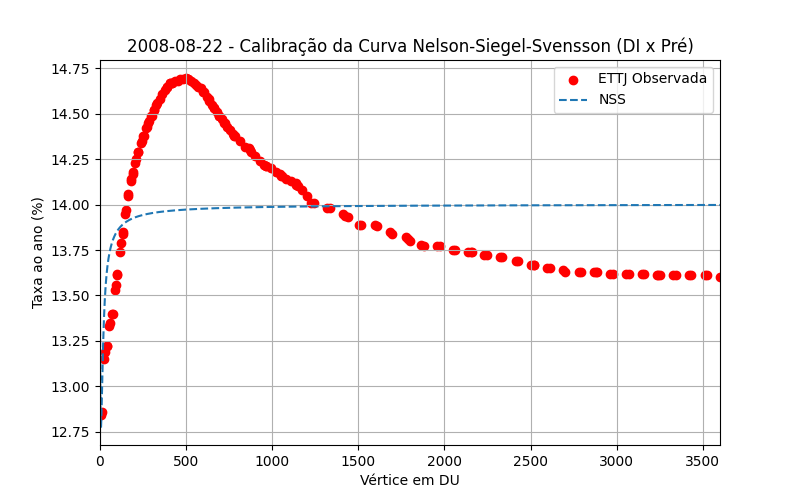 2008-08-22 - Calibração da Curva Nelson-Siegel-Svensson (DI x Pré)
14.75
14.50
14.25
14.00
13.75
13.50
13.25
13.00
12.75
Taxa ao ano (%)
ETTJ Observada
NSS
0 500 1000 1500 2000 2500 3000 3500
Vértice em DU